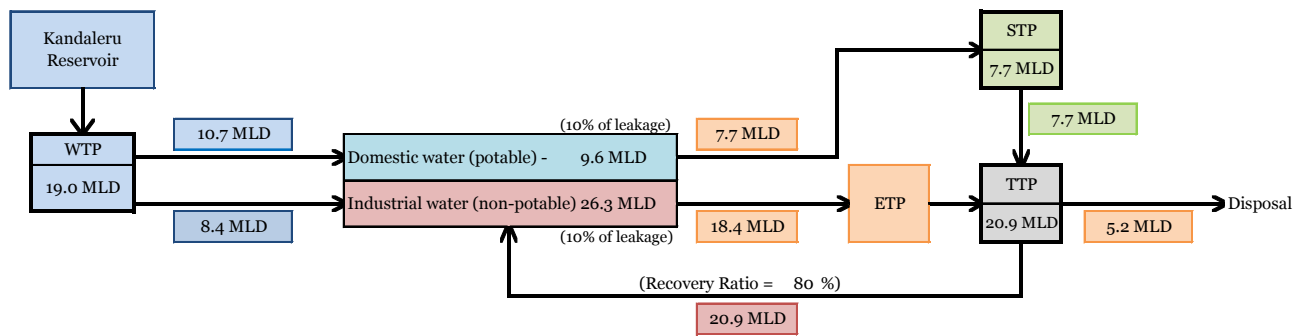 Kandaleru
Reservoir
STP
7.7 MLD
10.7 MLD
(10% of leakage)
7.7 MLD
7.7 MLD
WTP
19.0 MLD
Domestic water (potable) - 9.6 MLD
Industrial water (non-potable) 26.3 MLD
ETP
TTP
20.9 MLD
Disposal
8.4 MLD
(10% of leakage)
18.4 MLD
5.2 MLD
(Recovery Ratio = 80 %)
20.9 MLD